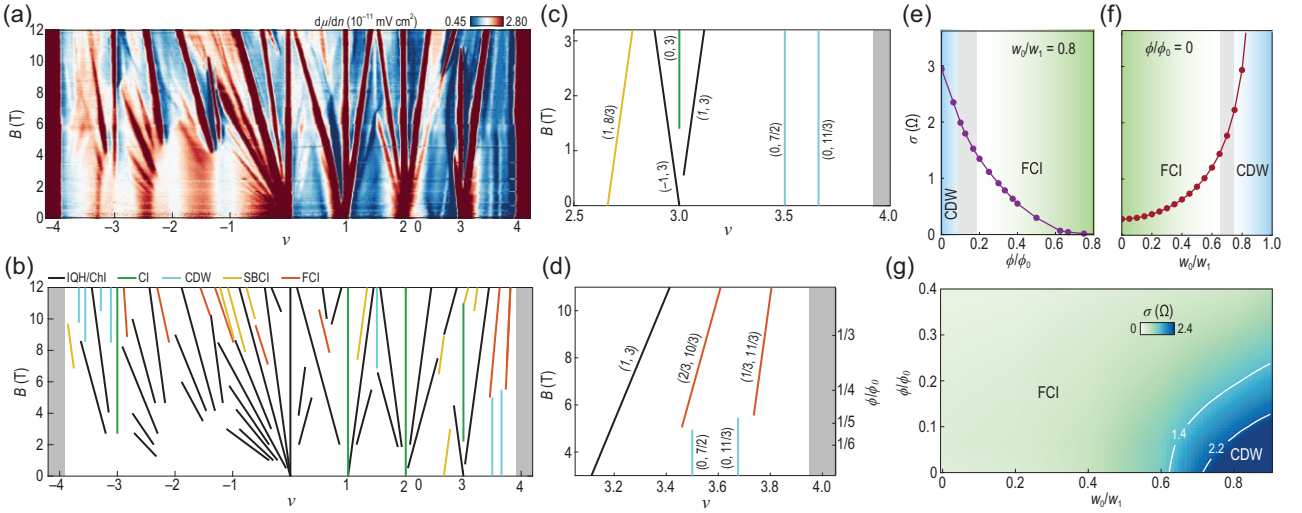 (a)
dμ/dn (10⁻¹¹ mV cm²) 0.45 2.80
B (T)
12
10
8
6
4
2
0
−4 −3 −2 −1 1 2 0 3 4
ν
(b)
IQH/ChI CI CDW SBCI FCI
B (T)
12
10
8
6
4
2
0
−4 −3 −2 −1 0 1 2 0 3 4
ν
(c)
B (T)
3
2
1
0
(1, 8/3)
(−1, 3)
(0, 3)
(1, 3)
(0, 7/2)
(0, 11/3)
2.5 3.0 3.5 4.0
ν
(d)
B (T)
10
8
6
4
(1, 3)
(2/3, 10/3)
(1/3, 11/3)
(0, 7/2)
(0, 11/3)
1/3
1/4
1/5
1/6
ϕ/ϕ₀
3.2 3.4 3.6 3.8 4.0
ν
(e)
w₀/w₁ = 0.8
σ (Ω)
3
2
1
0
CDW
FCI
0 0.2 0.4 0.6 0.8
ϕ/ϕ₀
(f)
ϕ/ϕ₀ = 0
FCI
CDW
0 0.2 0.4 0.6 0.8 1.0
w₀/w₁
(g)
ϕ/ϕ₀
0.4
0.3
0.2
0.1
0
σ (Ω)
0 2.4
FCI
1.4
2.2
CDW
0 0.2 0.4 0.6 0.8
w₀/w₁